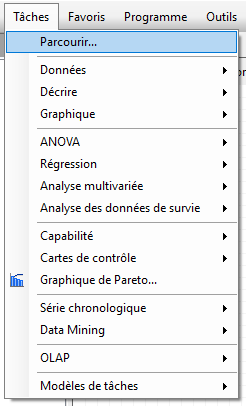 Tâches Favoris Programme Outils
Parcourir...
Données
Décrire
Graphique
ANOVA
Régression
Analyse multivariée
Analyse des données de survie
Capabilité
Cartes de contrôle
Graphique de Pareto...
Série chronologique
Data Mining
OLAP
Modèles de tâches